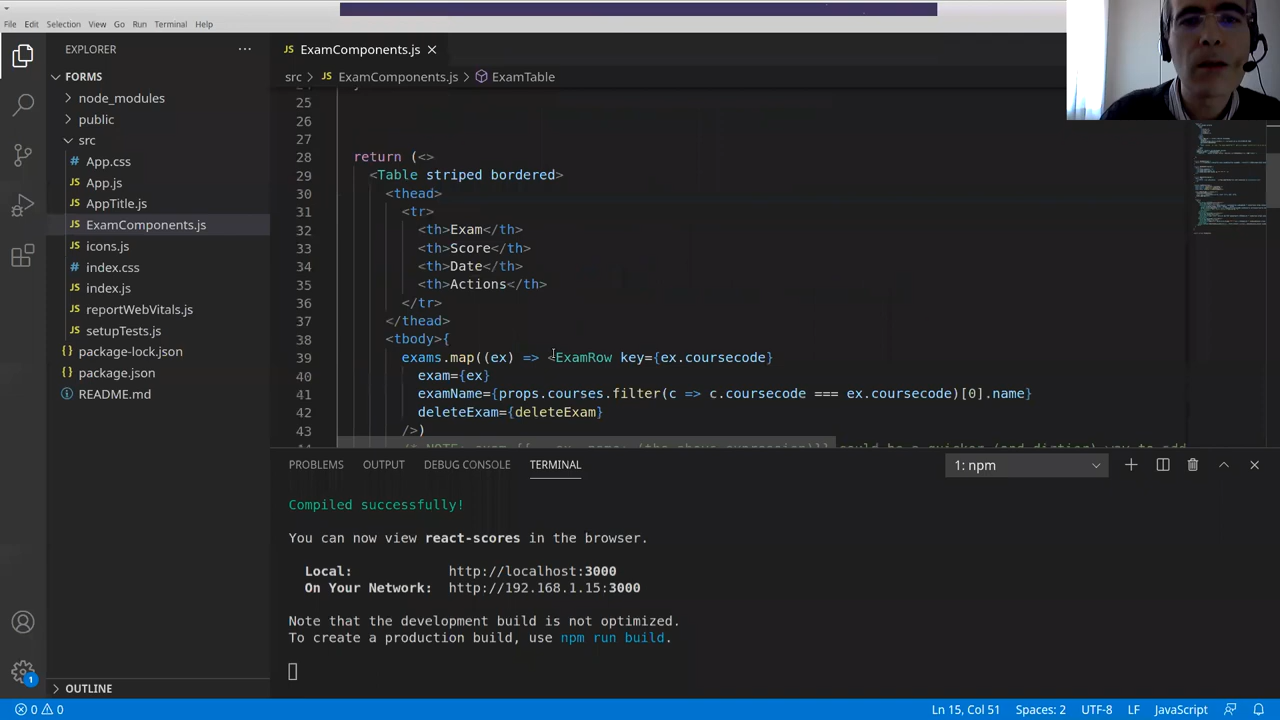 File Edit Selection View Go Run Terminal Help
EXPLORER
ExamComponents.js
FORMS
src > ExamComponents.js > ExamTable
node_modules
public
src
App.css
App.js
AppTitle.js
ExamComponents.js
icons.js
index.css
index.js
reportWebVitals.js
setupTests.js
package-lock.json
package.json
README.md
OUTLINE
25
26
27
28 return (<>
29 <Table striped bordered>
30 <thead>
31 <tr>
32 <th>Exam</th>
33 <th>Score</th>
34 <th>Date</th>
35 <th>Actions</th>
36 </tr>
37 </thead>
38 <tbody>{
39 exams.map((ex) => <ExamRow key={ex.coursecode}
40 exam={ex}
41 examName={props.courses.filter(c => c.coursecode === ex.coursecode)[0].name}
42 deleteExam={deleteExam}
43 />)
PROBLEMS OUTPUT DEBUG CONSOLE TERMINAL 1: npm
Compiled successfully!
You can now view react-scores in the browser.
Local: http://localhost:3000
On Your Network: http://192.168.1.15:3000
Note that the development build is not optimized.
To create a production build, use npm run build.
1
0 0 Ln 15, Col 51 Spaces: 2 UTF-8 LF JavaScript